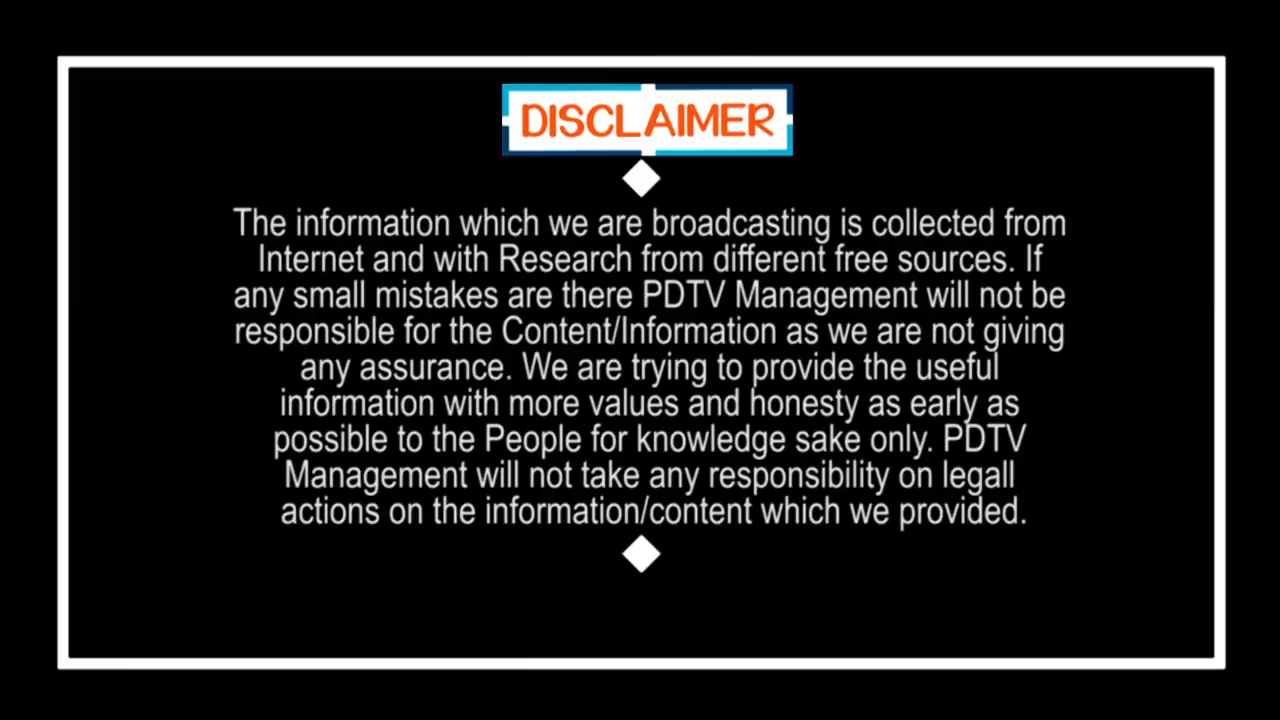 DISCLAIMER
The information which we are broadcasting is collected from
Internet and with Research from different free sources. If
any small mistakes are there PDTV Management will not be
responsible for the Content/Information as we are not giving
any assurance. We are trying to provide the useful
information with more values and honesty as early as
possible to the People for knowledge sake only. PDTV
Management will not take any responsibility on legall
actions on the information/content which we provided.